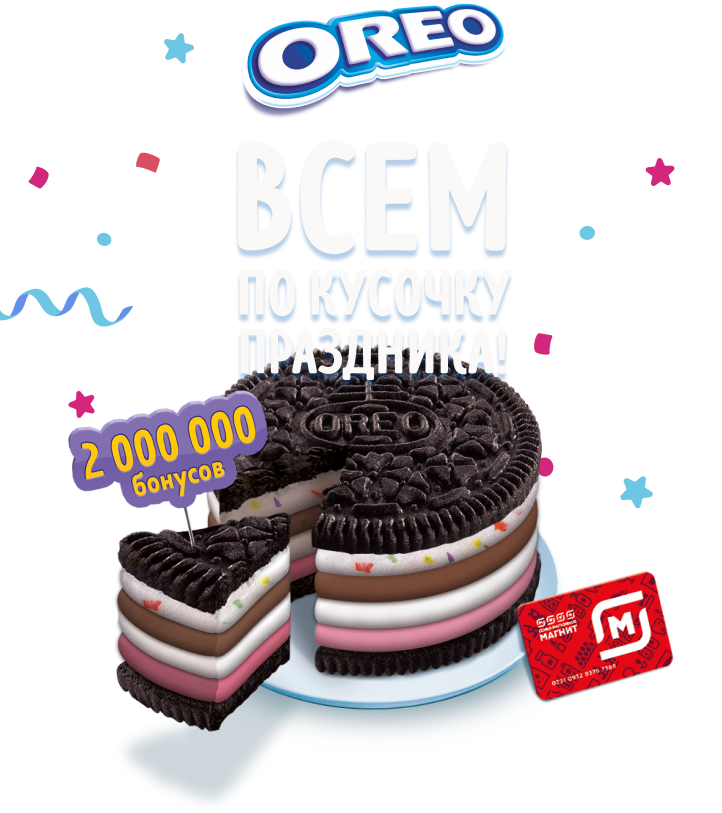 OREO
ВСЕМ
ПО КУСОЧКУ
ПРАЗДНИКА!
OREO
2 000 000
бонусов
МАГНИТ
М